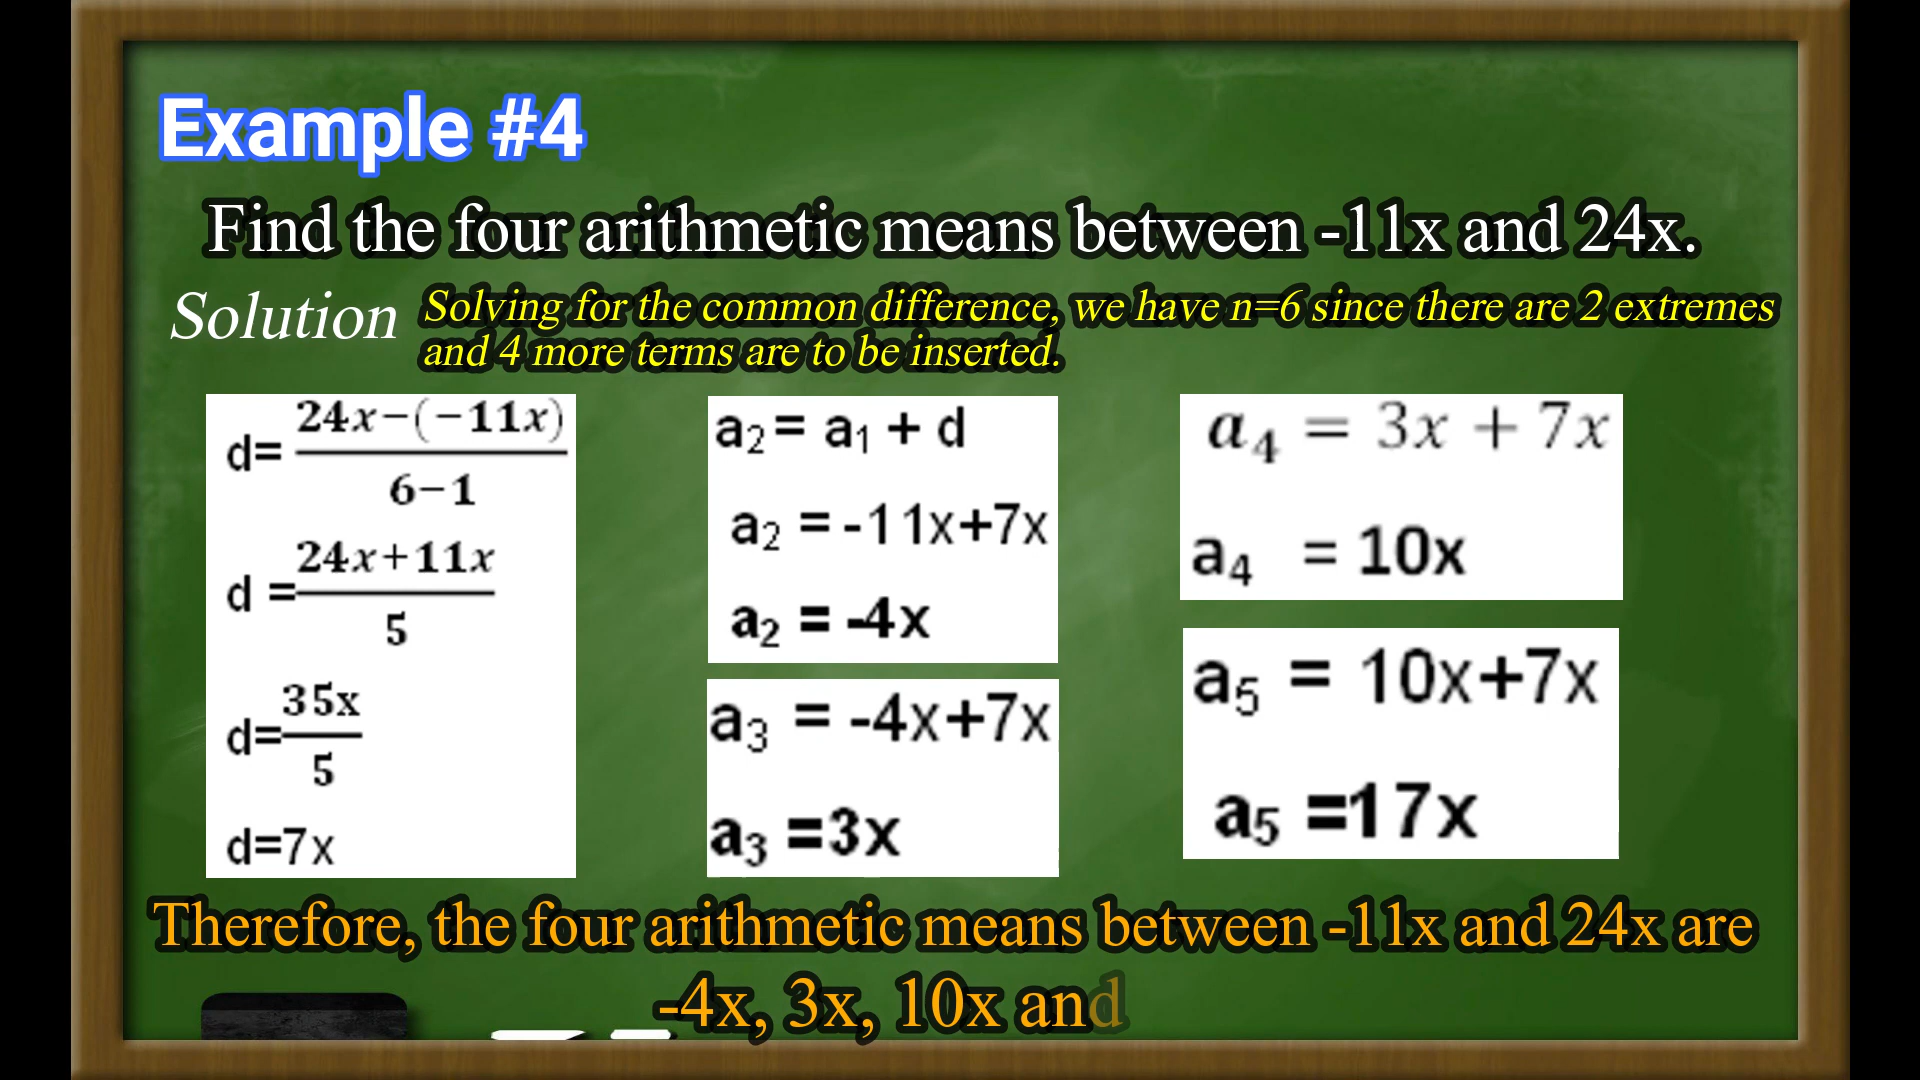 Example #4
Find the four arithmetic means between -11x and 24x.
Solution
Solving for the common difference, we have n=6 since there are 2 extremes
and 4 more terms are to be inserted.
d= 24x−(−11x)
6−1
d = 24x+11x
5
d= 35x
5
d=7x
a₂ = a₁ + d
a₂ = -11x+7x
a₂ = -4x
a₃ = -4x+7x
a₃ =3x
a₄ = 3x + 7x
a₄ = 10x
a₅ = 10x+7x
a₅ =17x
Therefore, the four arithmetic means between -11x and 24x are
-4x, 3x, 10x and